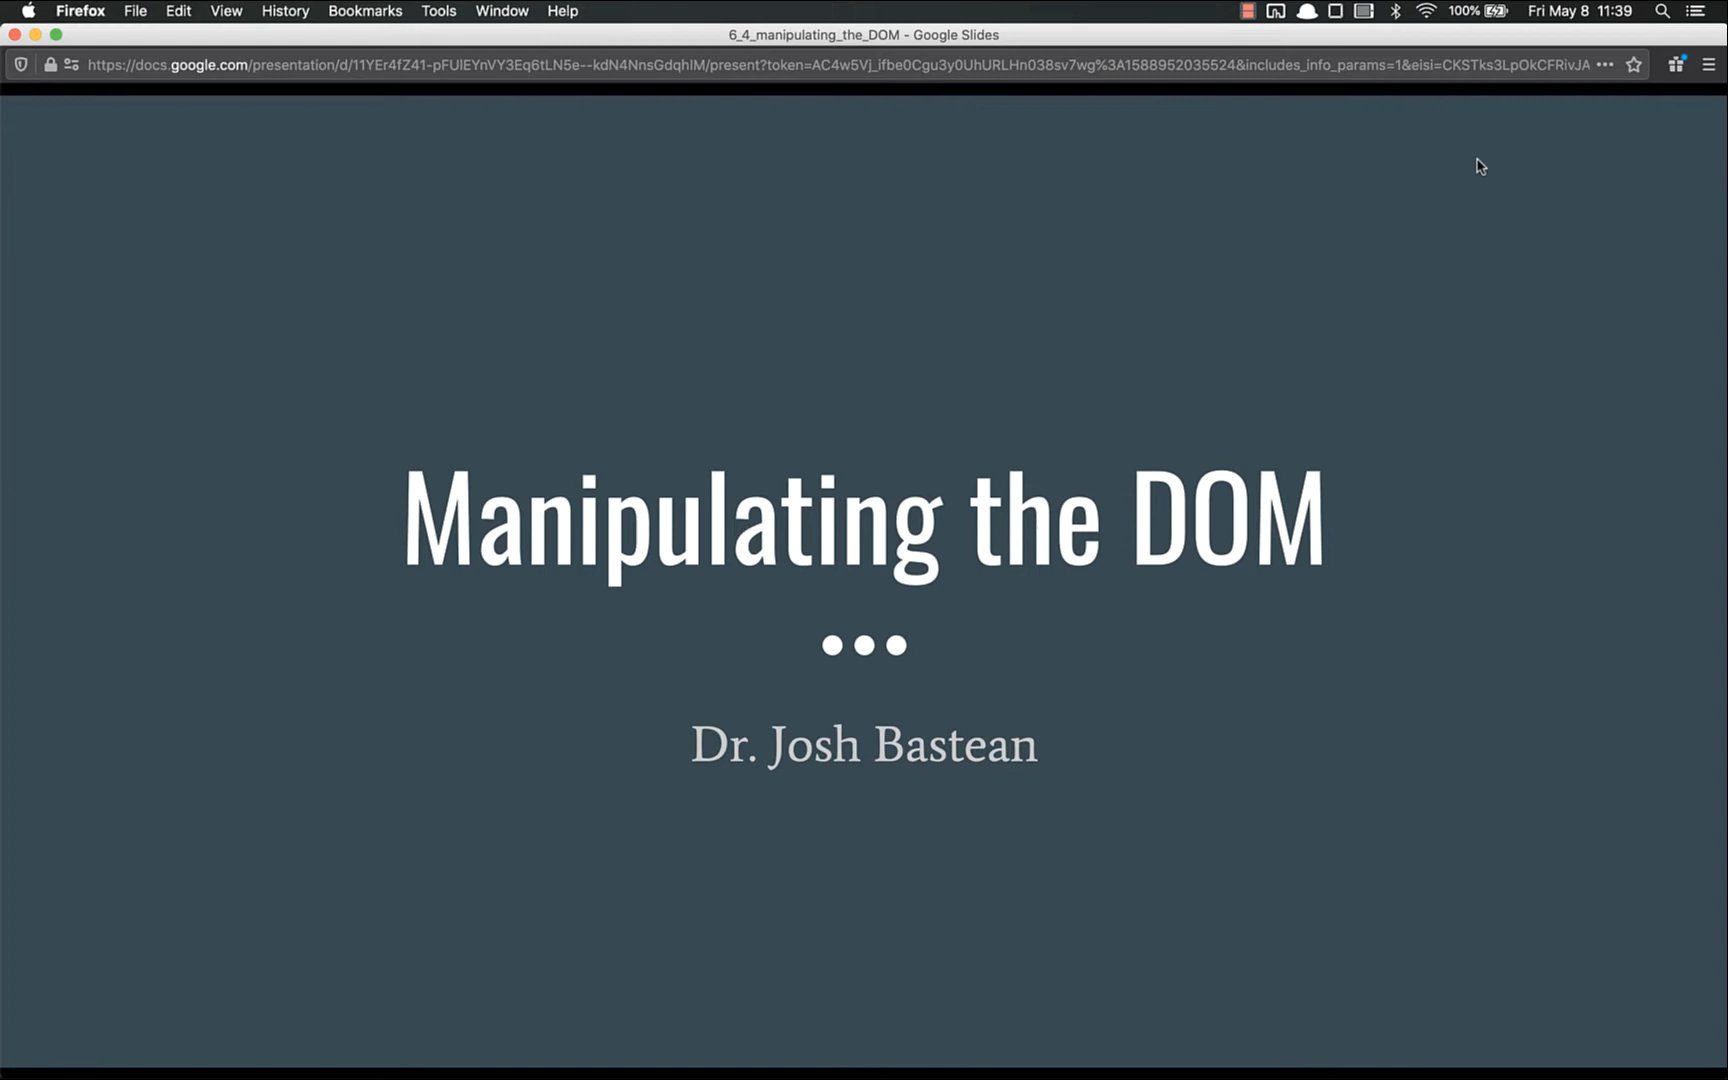 Firefox File Edit View History Bookmarks Tools Window Help 100% Fri May 8 11:39
6_4_manipulating_the_DOM - Google Slides
https://docs.google.com/presentation/d/11YEr4fZ41-pFUlEYnVY3Eq6tLN5e--kdN4NnsGdqhlM/present?token=AC4w5Vj_ifbe0Cgu3y0UhURLHn038sv7wg%3A1588952035524&includes_info_params=1&eisi=CKSTks3LpOkCFRivJA
Manipulating the DOM
Dr. Josh Bastean